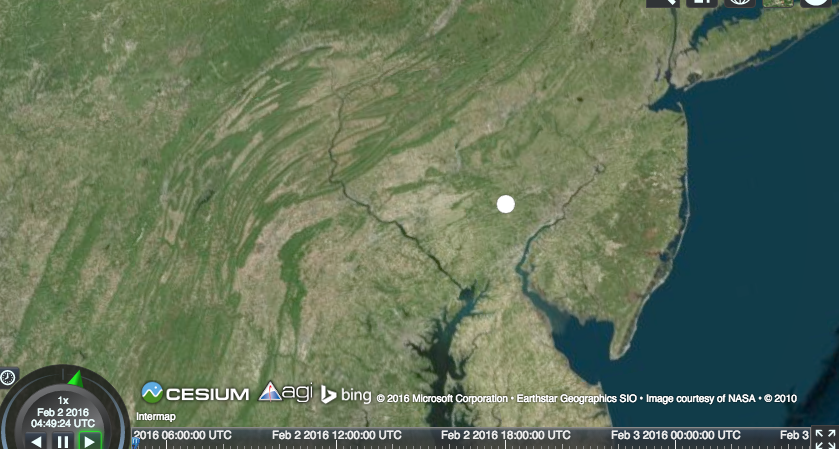 CESIUM agi bing © 2016 Microsoft Corporation • Earthstar Geographics SIO • Image courtesy of NASA • © 2010
Intermap
1x
Feb 2 2016
04:49:24 UTC
2016 06:00:00 UTC Feb 2 2016 12:00:00 UTC Feb 2 2016 18:00:00 UTC Feb 3 2016 00:00:00 UTC Feb 3